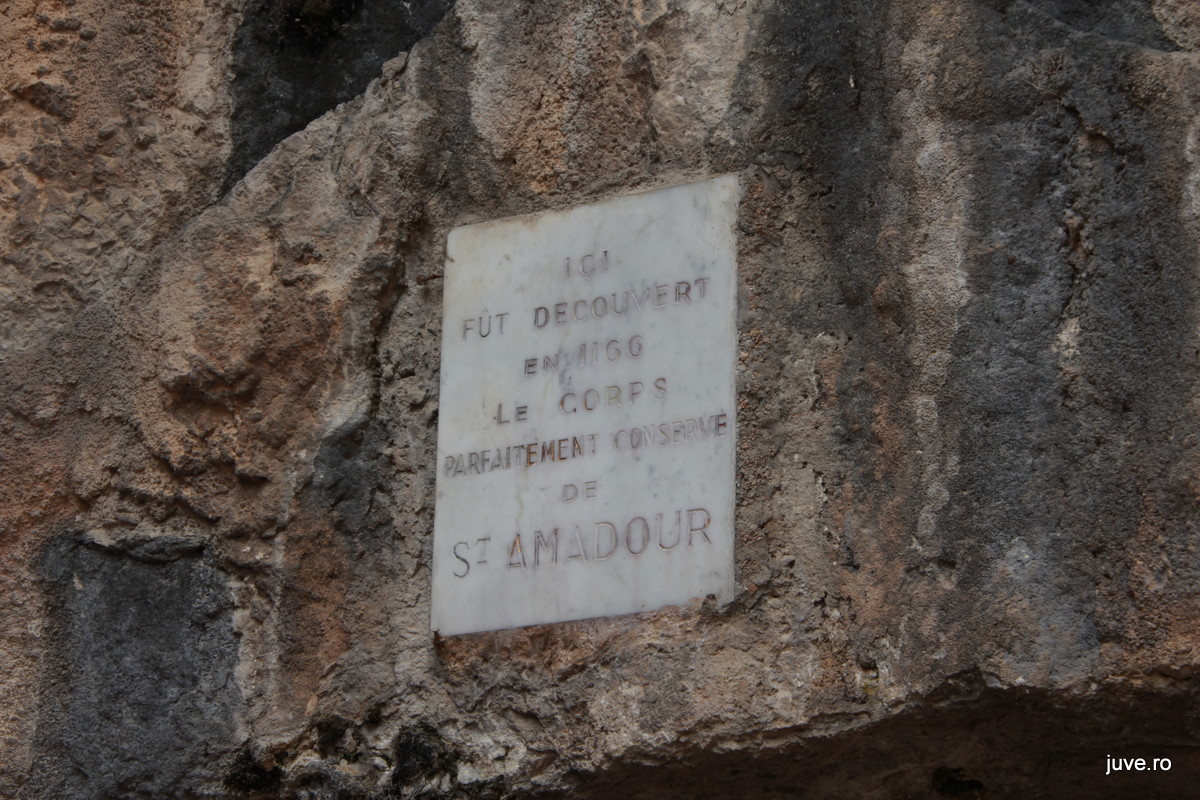 ICI
FÛT DECOUVERT
EN 1166
LE CORPS
PARFAITEMENT CONSERVÉ
DE
ST AMADOUR
juve.ro